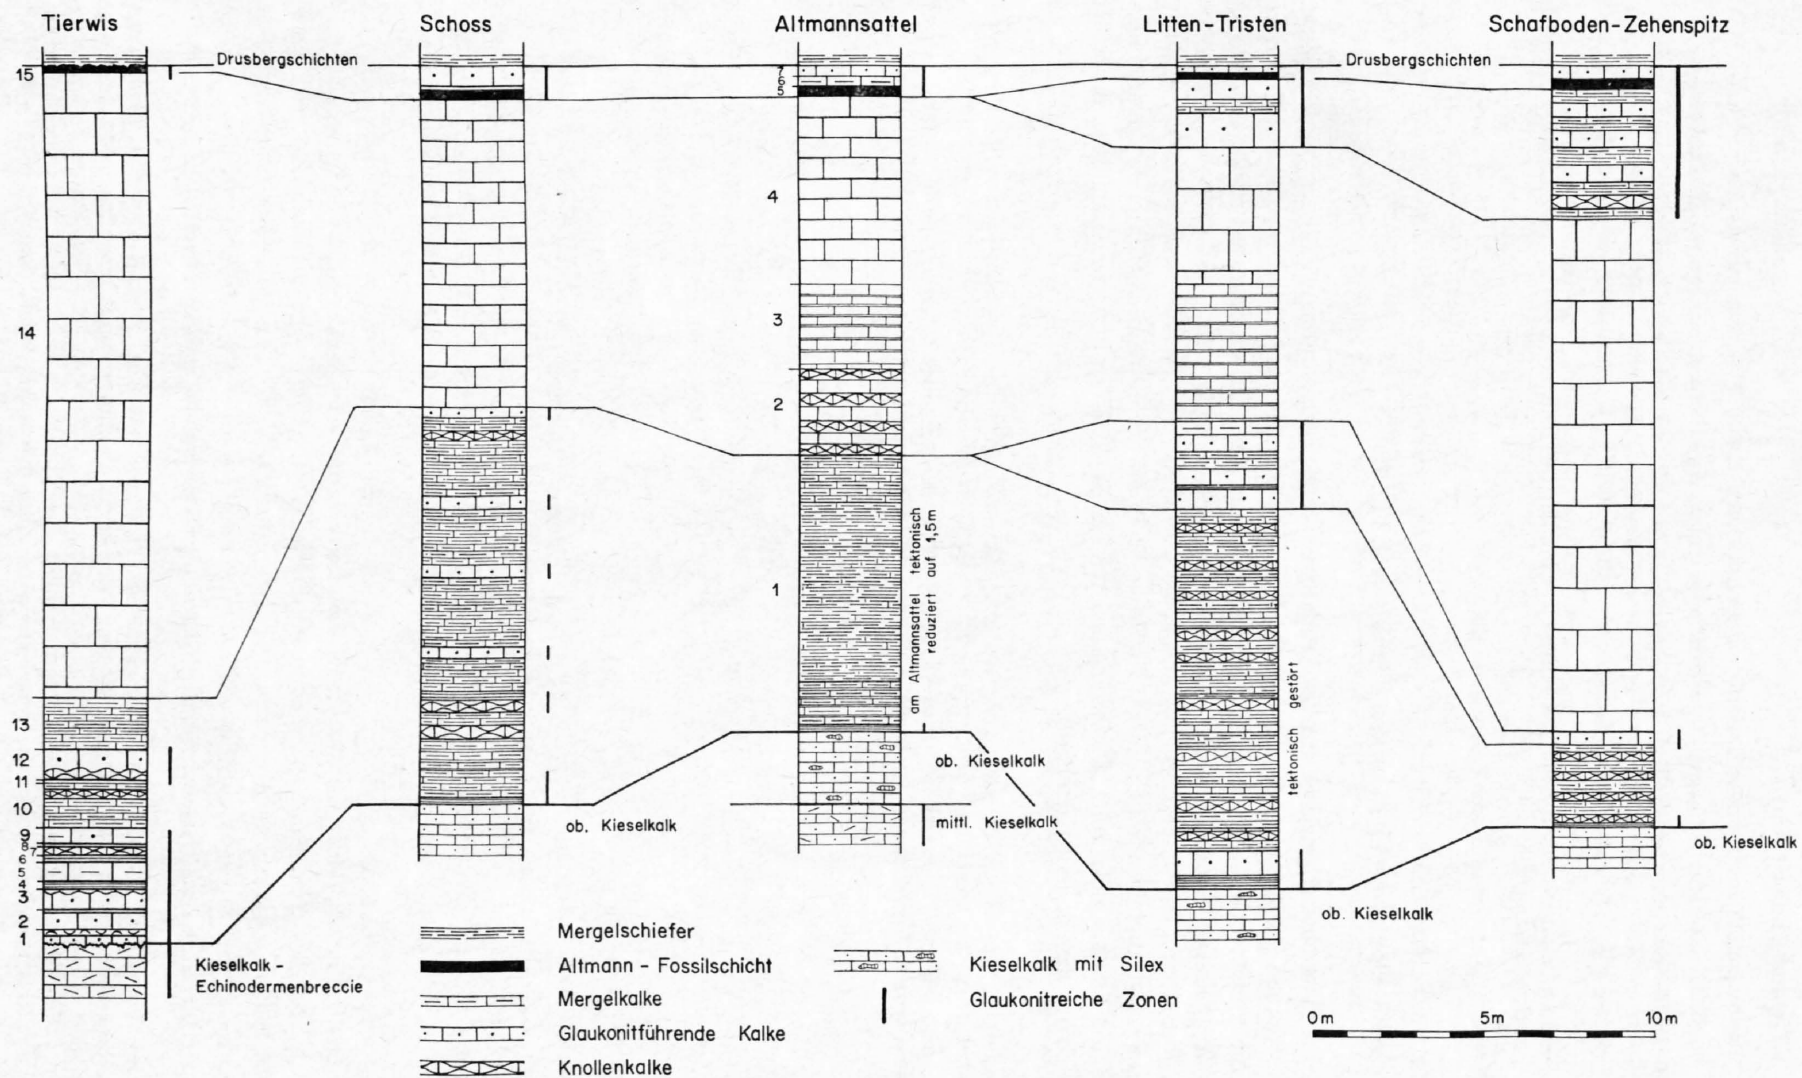 Tierwis
Schoss
Altmannsattel
Litten-Tristen
Schafboden-Zehenspitz
Drusbergschichten
Drusbergschichten
15
14
13
12
11
10
9
8
7
6
5
4
3
2
1
7
6
5
4
3
2
1
am Altmannsattel tektonisch
reduziert auf 1,5m
tektonisch gestört
ob. Kieselkalk
mittl. Kieselkalk
ob. Kieselkalk
ob. Kieselkalk
ob. Kieselkalk
Kieselkalk -
Echinodermenbreccie
Mergelschiefer
Altmann - Fossilschicht
Mergelkalke
Glaukonitführende Kalke
Knollenkalke
Kieselkalk mit Silex
Glaukonitreiche Zonen
0m 5m 10m